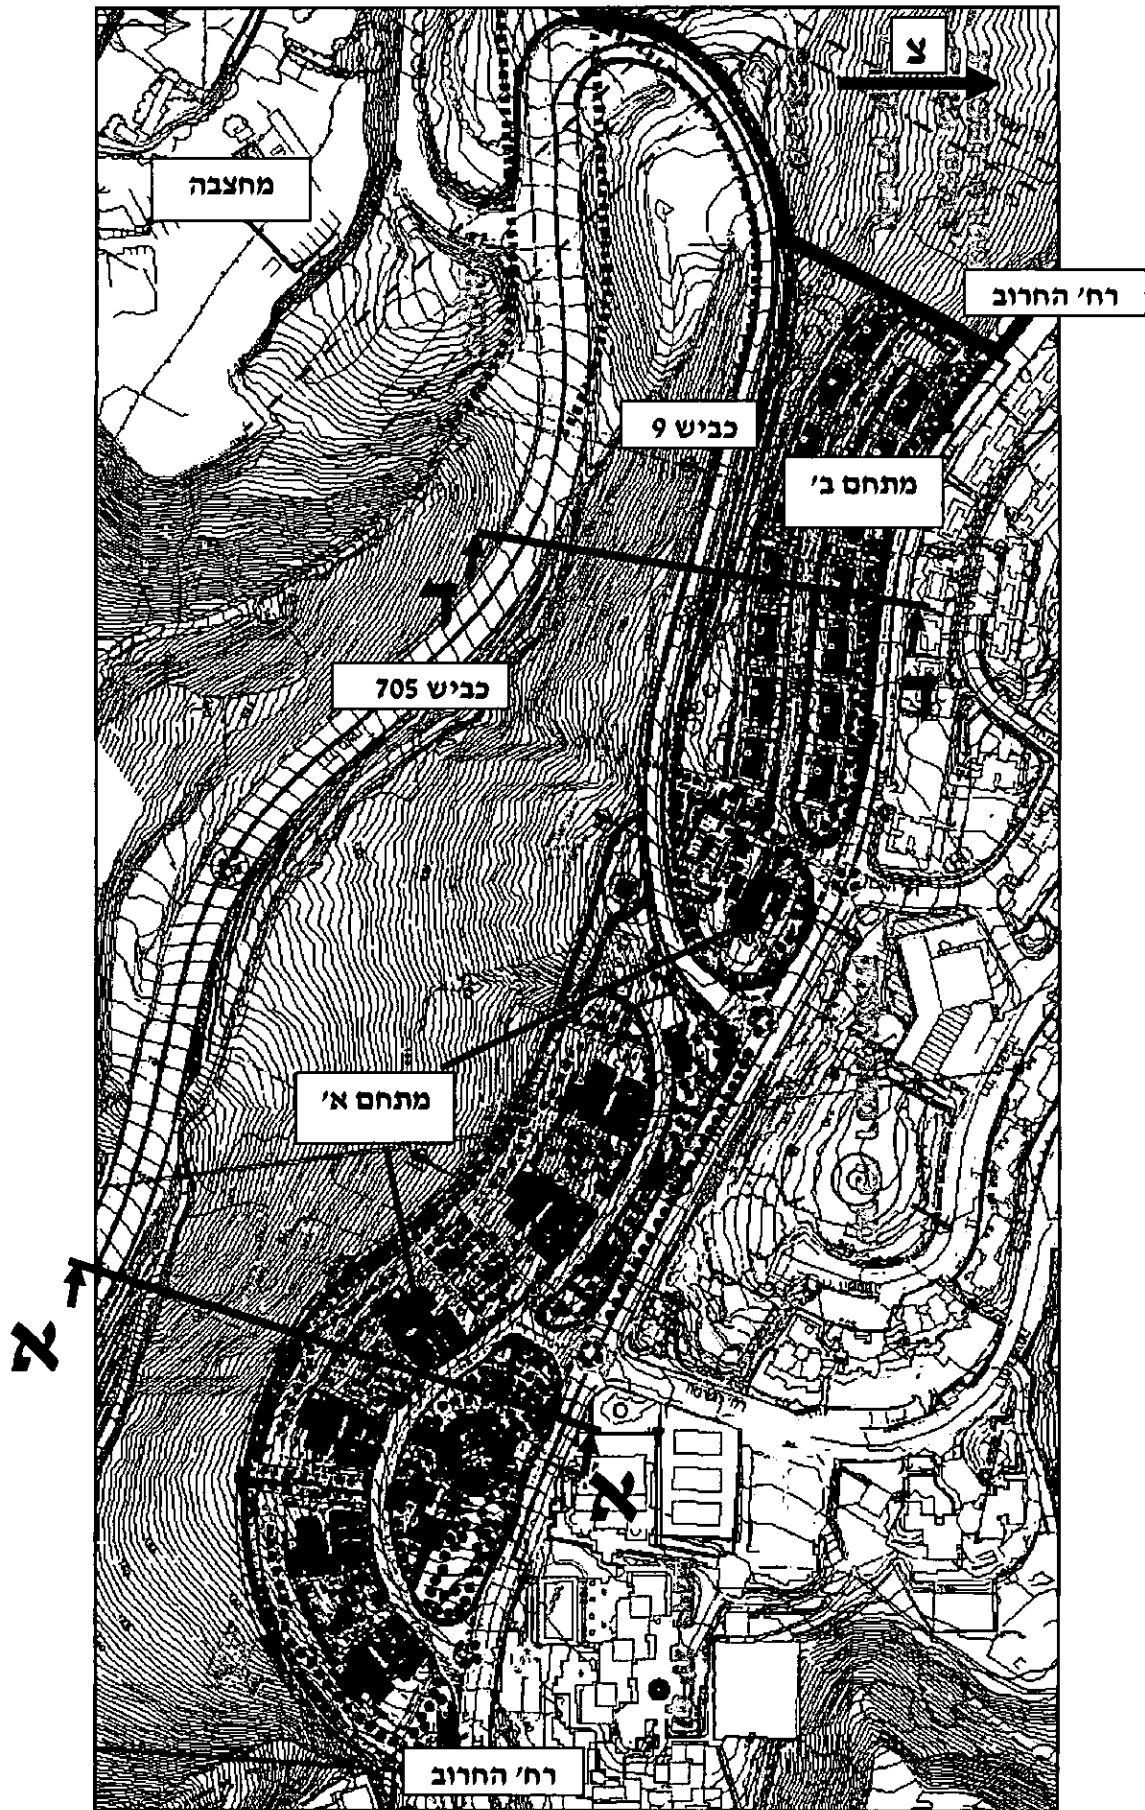 צ
מחצבה
רח' החרוב
כביש 9
מתחם ב'
ד
כביש 705
ד
מתחם א'
א
א
רח' החרוב